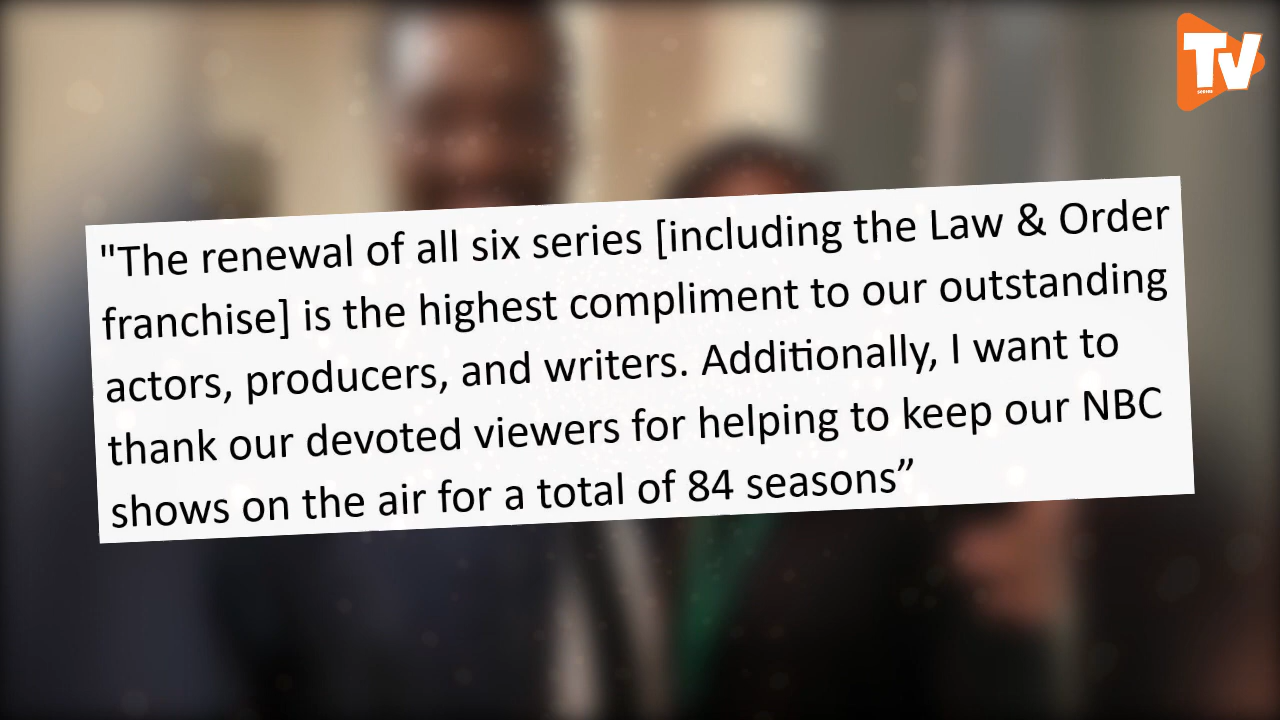 TV
"The renewal of all six series [including the Law & Order
franchise] is the highest compliment to our outstanding
actors, producers, and writers. Additionally, I want to
thank our devoted viewers for helping to keep our NBC
shows on the air for a total of 84 seasons”